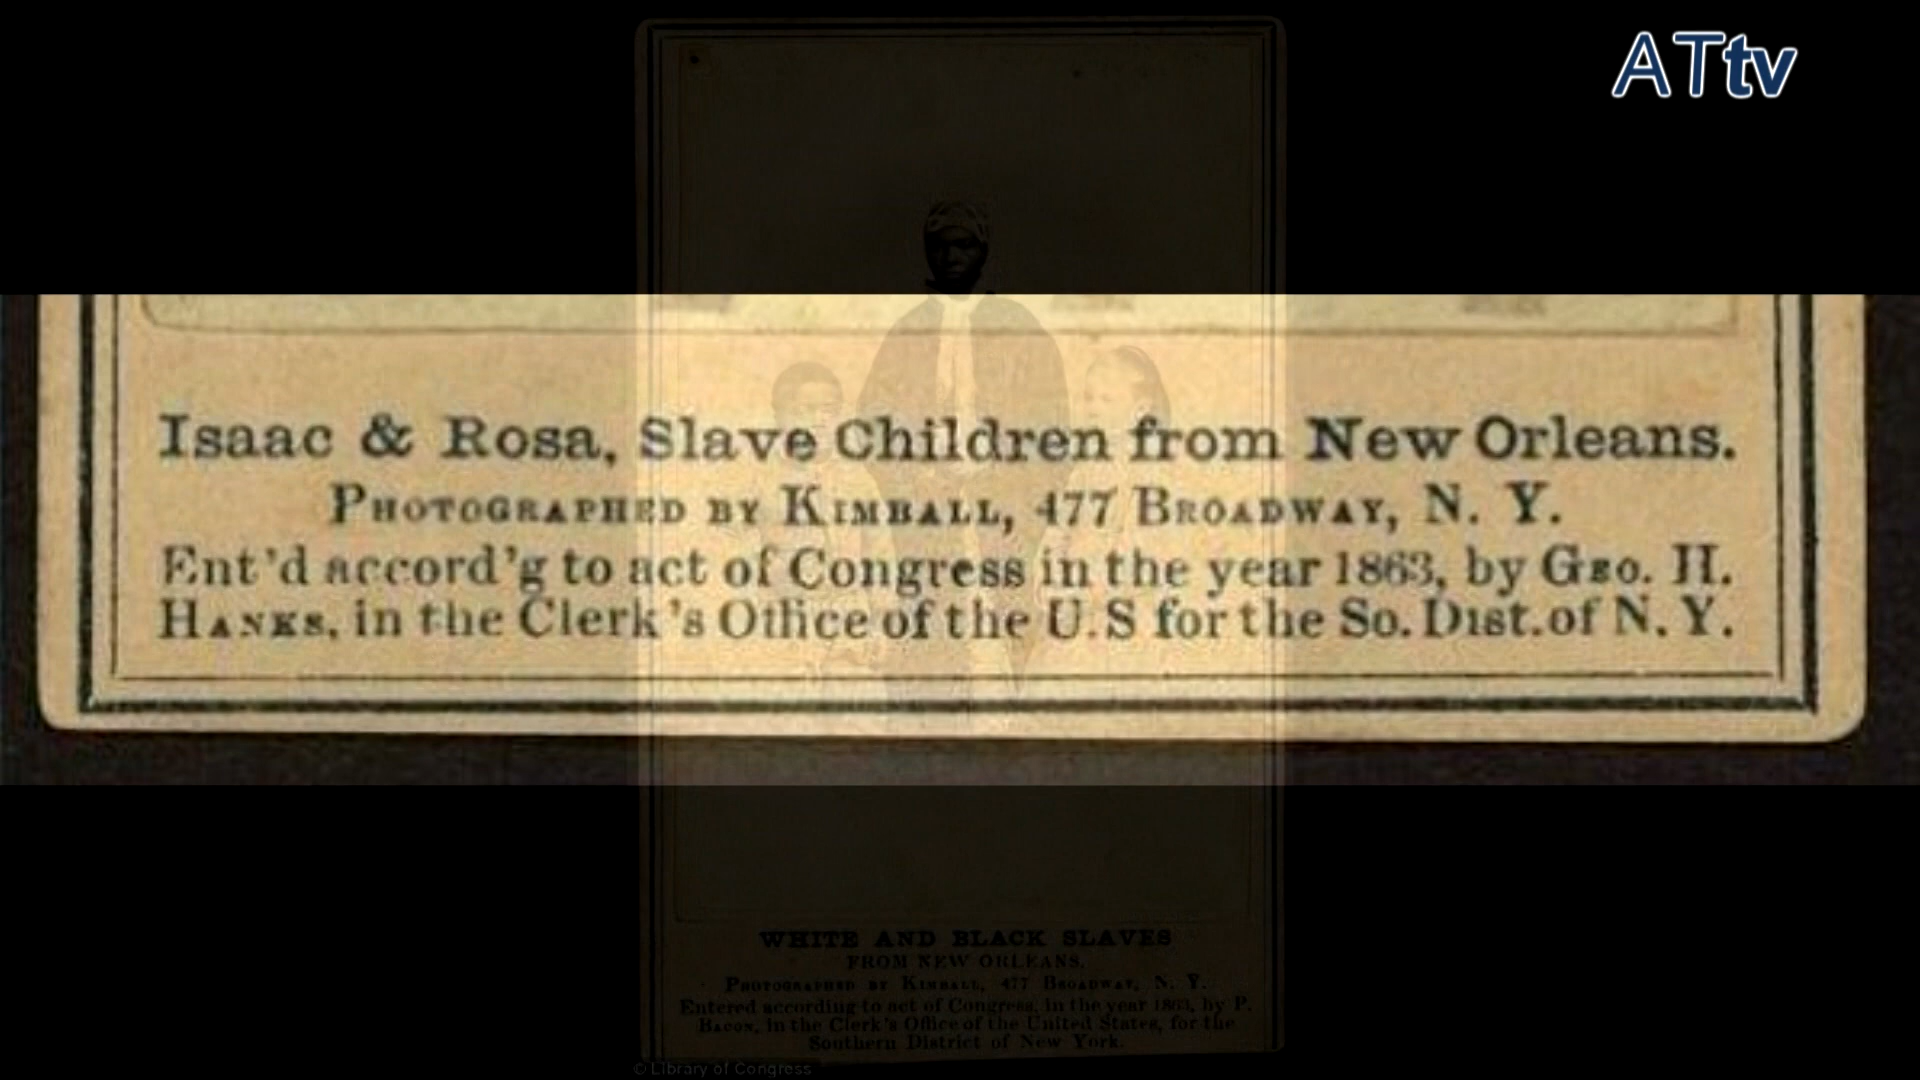 ATtv
Isaac & Rosa, Slave Children from New Orleans.
PHOTOGRAPHED BY KIMBALL, 477 BROADWAY, N. Y.
Ent'd accord'g to act of Congress in the year 1863, by GEO. H.
HANKS, in the Clerk's Office of the U.S for the So. Dist. of N. Y.
WHITE AND BLACK SLAVES
FROM NEW ORLEANS.
PHOTOGRAPHED BY KIMBALL, 477 BROADWAY, N. Y.
Entered according to act of Congress, in the year 1863, by P.
BACON, in the Clerk's Office of the United States, for the
Southern District of New York.
© Library of Congress